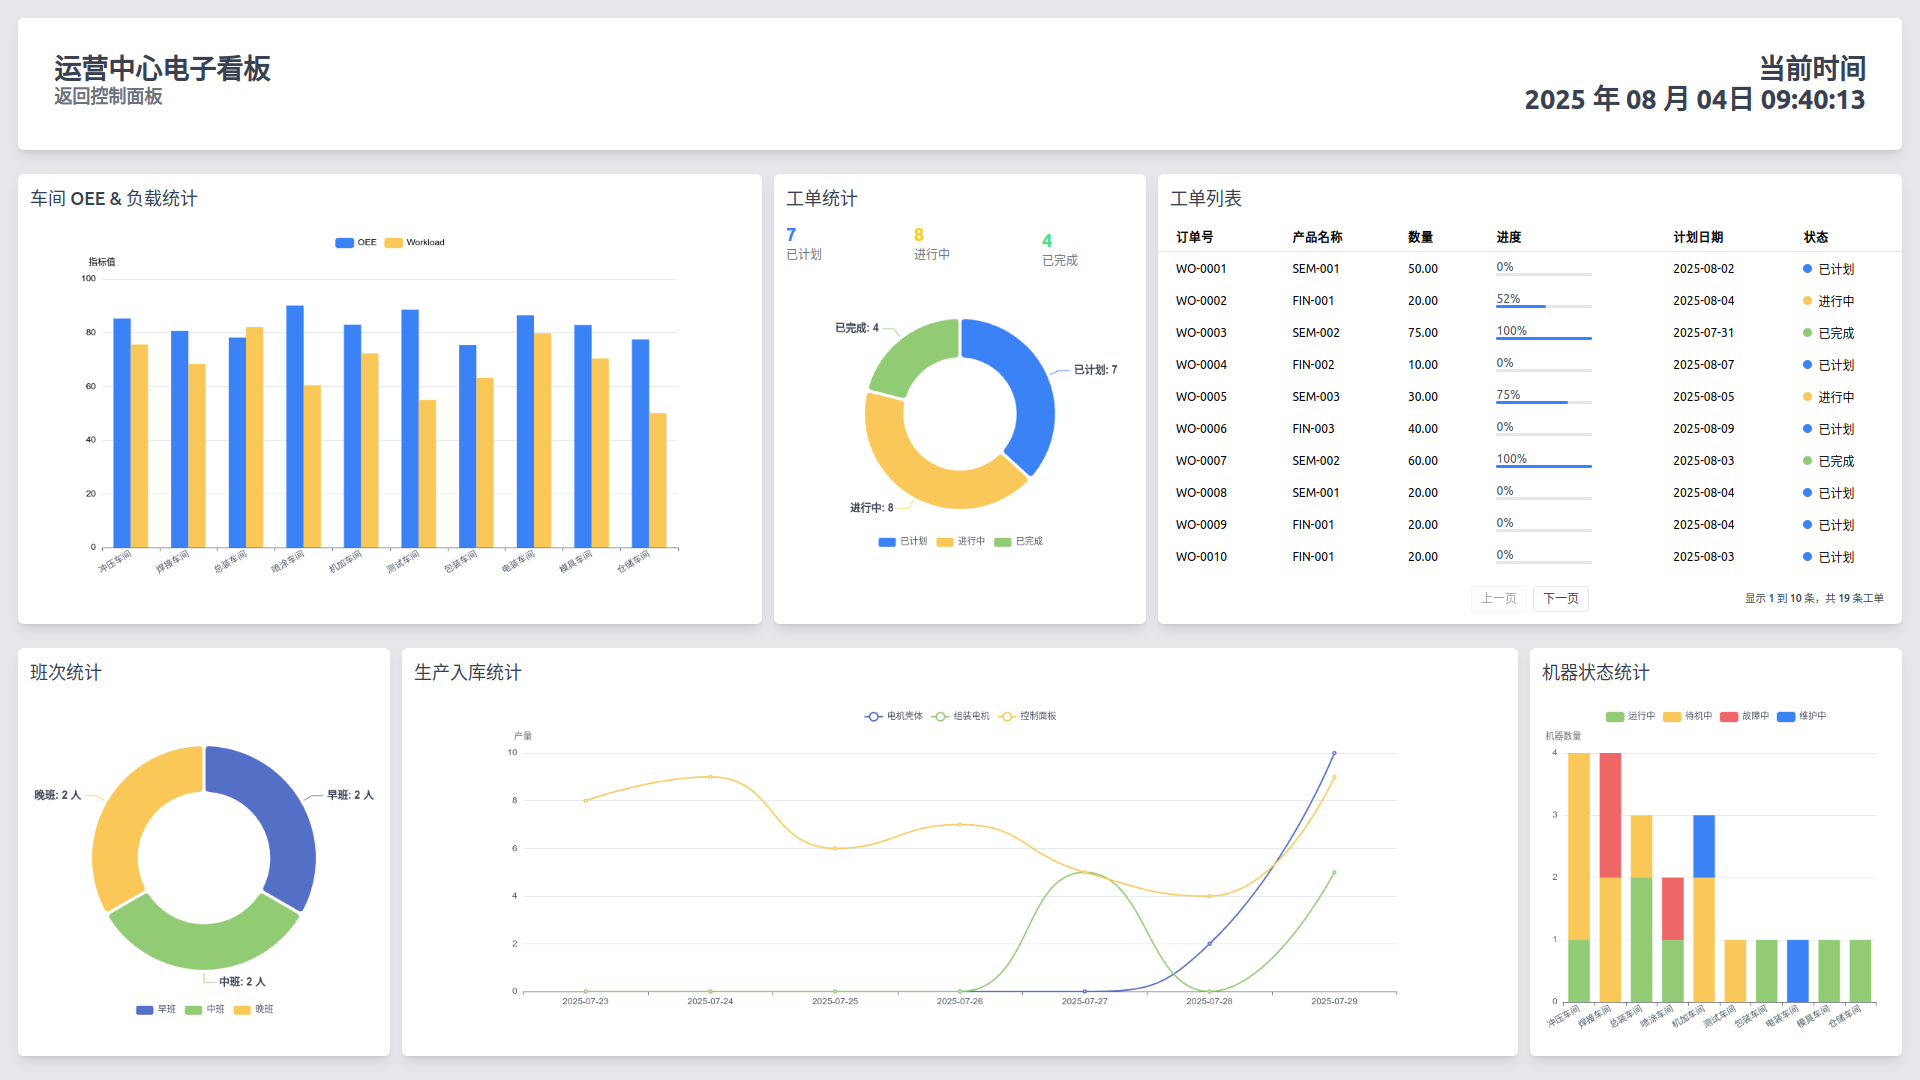 运营中心电子看板
返回控制面板
当前时间
2025 年 08 月 04日 09:40:13
车间 OEE & 负载统计
OEE Workload
指标值
100
80
60
40
20
0
冲压车间 焊接车间 总装车间 喷涂车间 机加车间 测试车间 包装车间 电装车间 模具车间 仓储车间
工单统计
7 8 4
已计划 进行中 已完成
已完成: 4
已计划: 7
进行中: 8
已计划 进行中 已完成
工单列表
订单号 产品名称 数量 进度 计划日期 状态
WO-0001 SEM-001 50.00 0% 2025-08-02 已计划
WO-0002 FIN-001 20.00 52% 2025-08-04 进行中
WO-0003 SEM-002 75.00 100% 2025-07-31 已完成
WO-0004 FIN-002 10.00 0% 2025-08-07 已计划
WO-0005 SEM-003 30.00 75% 2025-08-05 进行中
WO-0006 FIN-003 40.00 0% 2025-08-09 已计划
WO-0007 SEM-002 60.00 100% 2025-08-03 已完成
WO-0008 SEM-001 20.00 0% 2025-08-04 已计划
WO-0009 FIN-001 20.00 0% 2025-08-04 已计划
WO-0010 FIN-001 20.00 0% 2025-08-03 已计划
上一页 下一页 显示 1 到 10 条，共 19 条工单
班次统计
晚班: 2 人
早班: 2 人
中班: 2 人
早班 中班 晚班
生产入库统计
电机壳体 组装电机 控制面板
产量
10
8
6
4
2
0
2025-07-23 2025-07-24 2025-07-25 2025-07-26 2025-07-27 2025-07-28 2025-07-29
机器状态统计
运行中 待机中 故障中 维护中
机器数量
4
3
2
1
0
冲压车间 焊接车间 总装车间 喷涂车间 机加车间 测试车间 包装车间 电装车间 模具车间 仓储车间